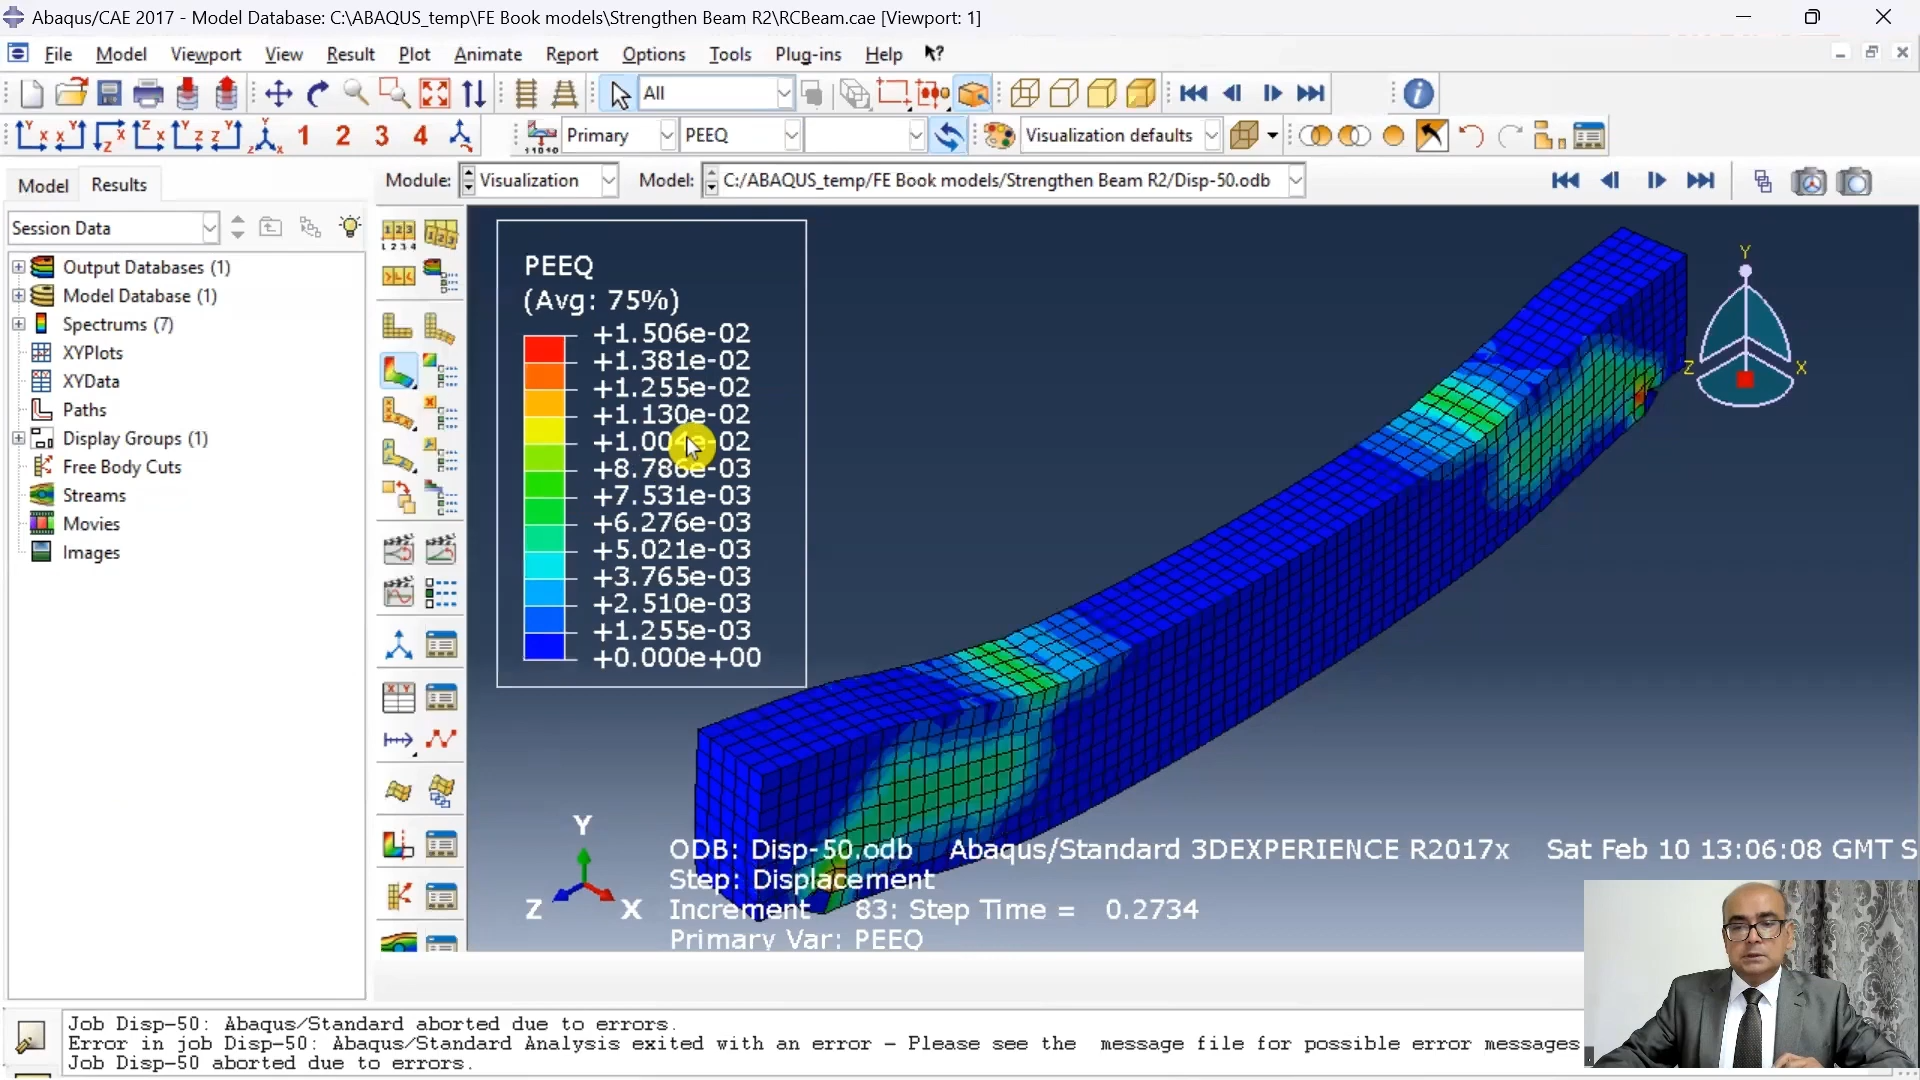 Abaqus/CAE 2017 - Model Database: C:\ABAQUS_temp\FE Book models\Strengthen Beam R2\RCBeam.cae [Viewport: 1]
File Model Viewport View Result Plot Animate Report Options Tools Plug-ins Help
All
1 2 3 4 Primary PEEQ Visualization defaults
Model Results Module: Visualization Model: C:/ABAQUS_temp/FE Book models/Strengthen Beam R2/Disp-50.odb
Session Data
Output Databases (1)
Model Database (1)
Spectrums (7)
XYPlots
XYData
Paths
Display Groups (1)
Free Body Cuts
Streams
Movies
Images
PEEQ
(Avg: 75%)
+1.506e-02
+1.381e-02
+1.255e-02
+1.130e-02
+1.004e-02
+8.786e-03
+7.531e-03
+6.276e-03
+5.021e-03
+3.765e-03
+2.510e-03
+1.255e-03
+0.000e+00
Y
Z X
Y
Z X
ODB: Disp-50.odb Abaqus/Standard 3DEXPERIENCE R2017x Sat Feb 10 13:06:08 GMT S
Step: Displacement
Increment 83: Step Time = 0.2734
Primary Var: PEEQ
Job Disp-50: Abaqus/Standard aborted due to errors.
Error in job Disp-50: Abaqus/Standard Analysis exited with an error - Please see the message file for possible error messages
Job Disp-50 aborted due to errors.